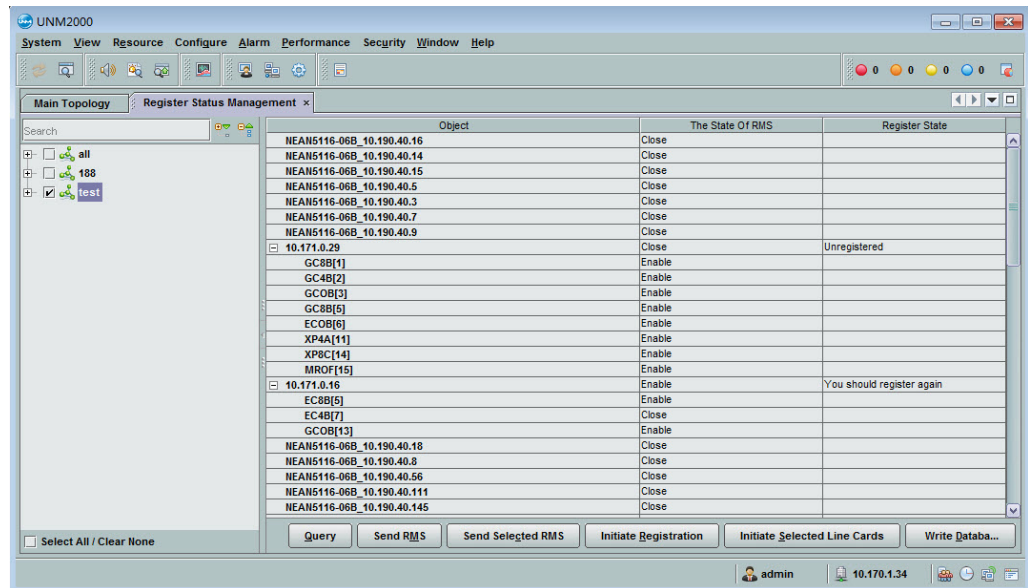 UNM2000
System View Resource Configure Alarm Performance Security Window Help
0 0 0 0
Main Topology Register Status Management ×
Search
all
188
test
Select All / Clear None
Object The State Of RMS Register State
NEAN5116-06B_10.190.40.16 Close
NEAN5116-06B_10.190.40.14 Close
NEAN5116-06B_10.190.40.15 Close
NEAN5116-06B_10.190.40.5 Close
NEAN5116-06B_10.190.40.3 Close
NEAN5116-06B_10.190.40.7 Close
NEAN5116-06B_10.190.40.9 Close
10.171.0.29 Close Unregistered
GC8B[1] Enable
GC4B[2] Enable
GCOB[3] Enable
GC8B[5] Enable
ECOB[6] Enable
XP4A[11] Enable
XP8C[14] Enable
MROF[15] Enable
10.171.0.16 Enable You should register again
EC8B[5] Enable
EC4B[7] Close
GCOB[13] Enable
NEAN5116-06B_10.190.40.18 Close
NEAN5116-06B_10.190.40.8 Close
NEAN5116-06B_10.190.40.56 Close
NEAN5116-06B_10.190.40.111 Close
NEAN5116-06B_10.190.40.145 Close
Query Send RMS Send Selected RMS Initiate Registration Initiate Selected Line Cards Write Databa...
admin 10.170.1.34